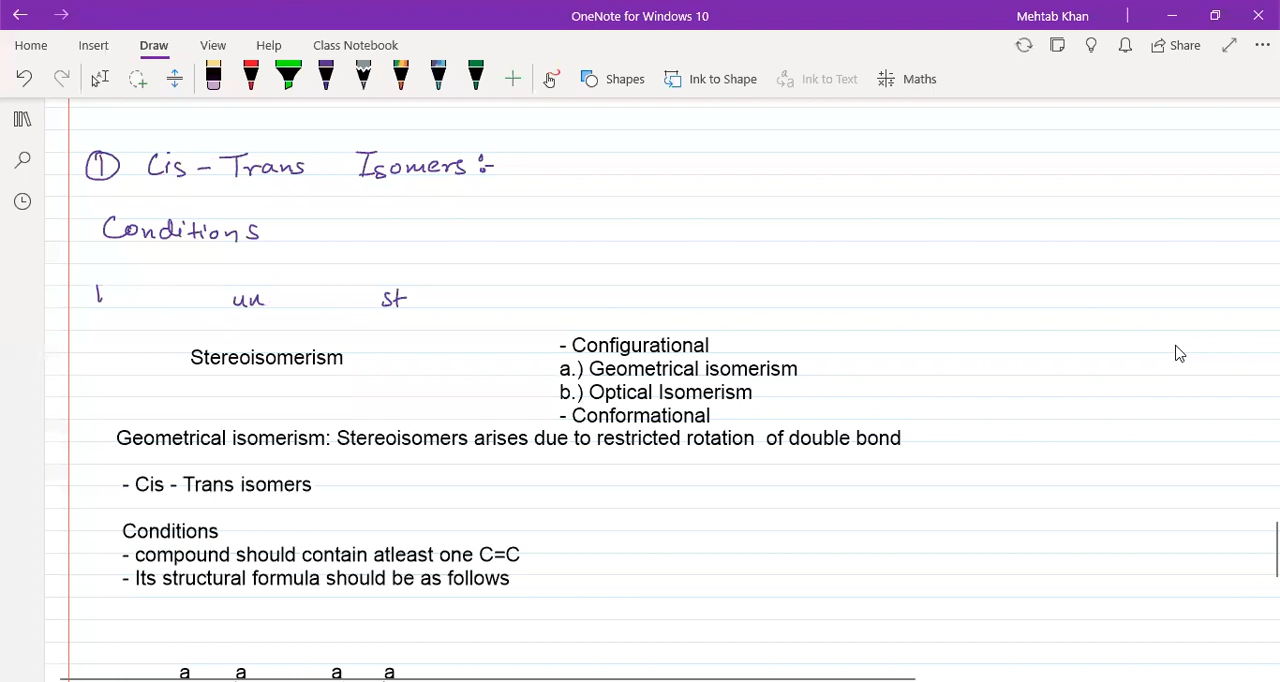 OneNote for Windows 10
Mehtab Khan
Home Insert Draw View Help Class Notebook
Share
Shapes Ink to Shape Ink to Text Maths
① Cis - Trans Isomers :-
Conditions
un st
Stereoisomerism
- Configurational
a.) Geometrical isomerism
b.) Optical Isomerism
- Conformational
Geometrical isomerism: Stereoisomers arises due to restricted rotation of double bond
- Cis - Trans isomers
Conditions
- compound should contain atleast one C=C
- Its structural formula should be as follows
a a a a